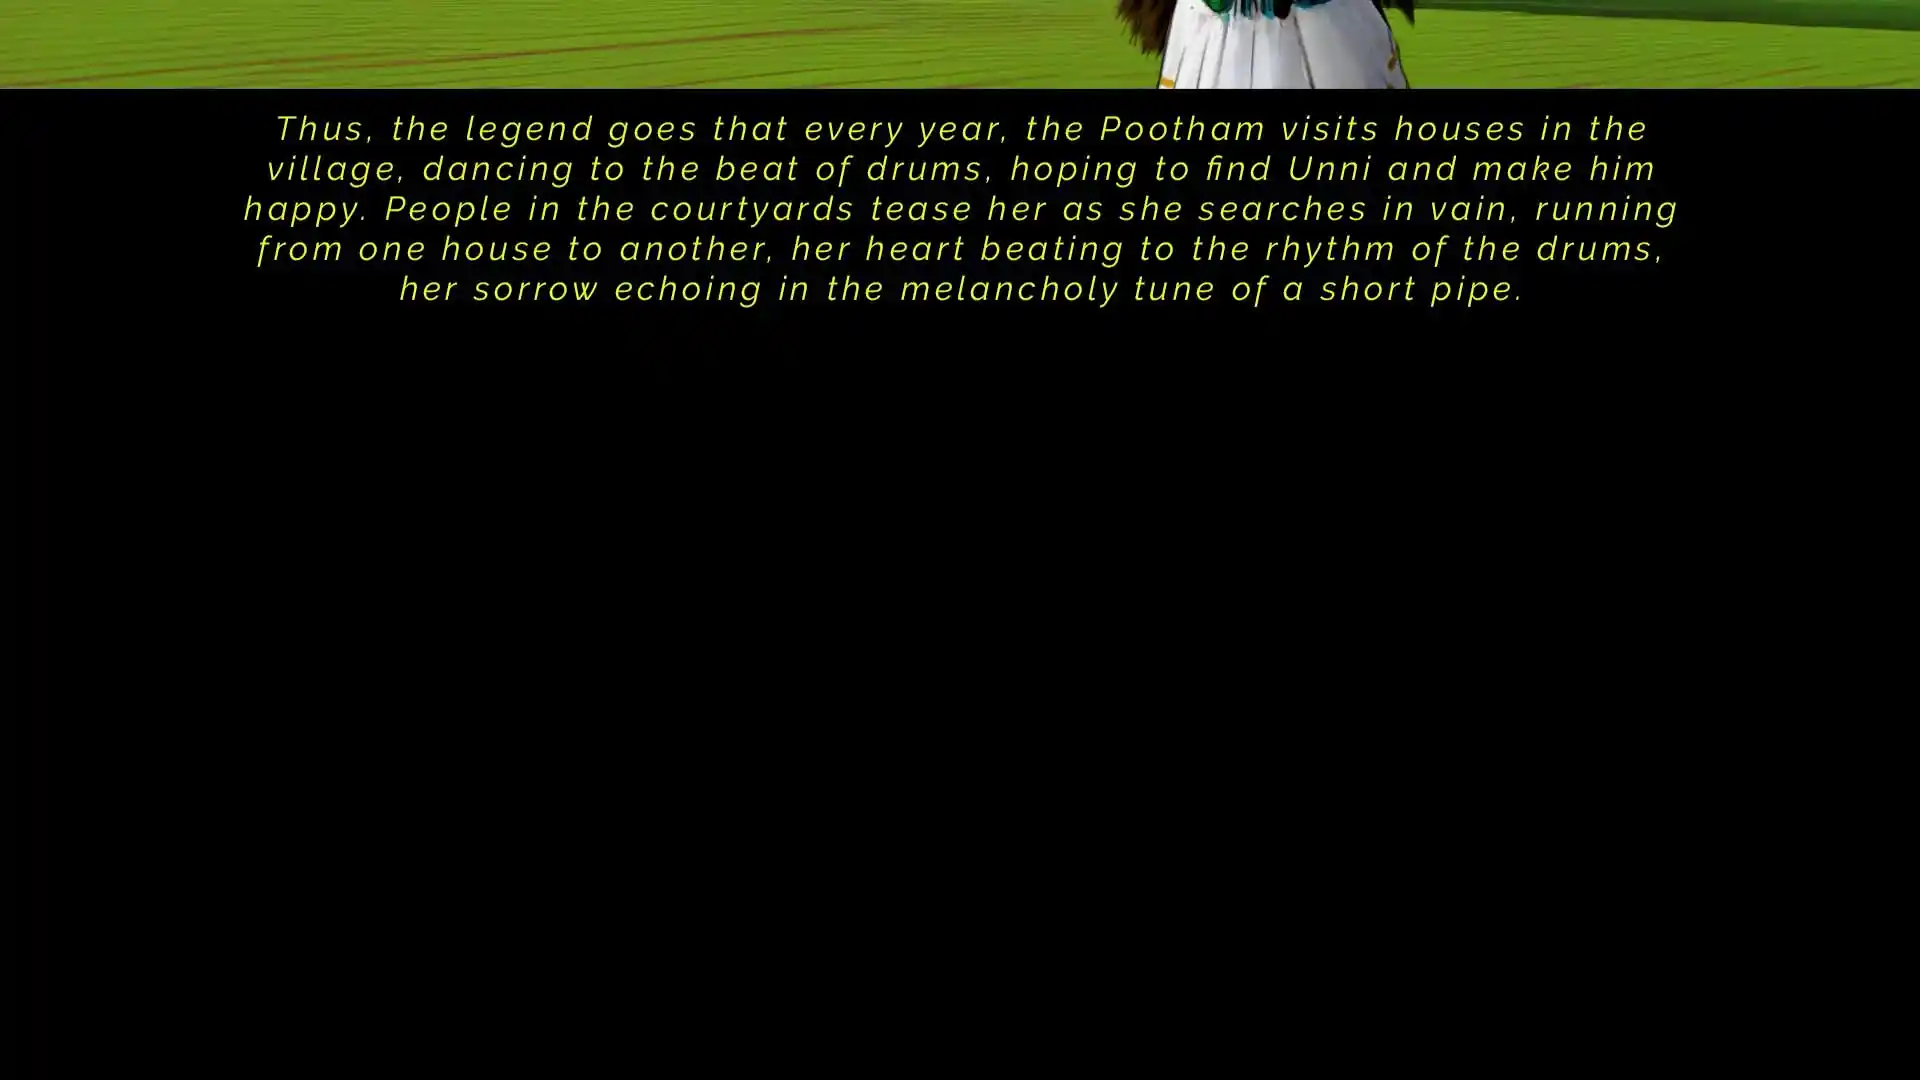 Thus, the legend goes that every year, the Pootham visits houses in the
village, dancing to the beat of drums, hoping to find Unni and make him
happy. People in the courtyards tease her as she searches in vain, running
from one house to another, her heart beating to the rhythm of the drums,
her sorrow echoing in the melancholy tune of a short pipe.